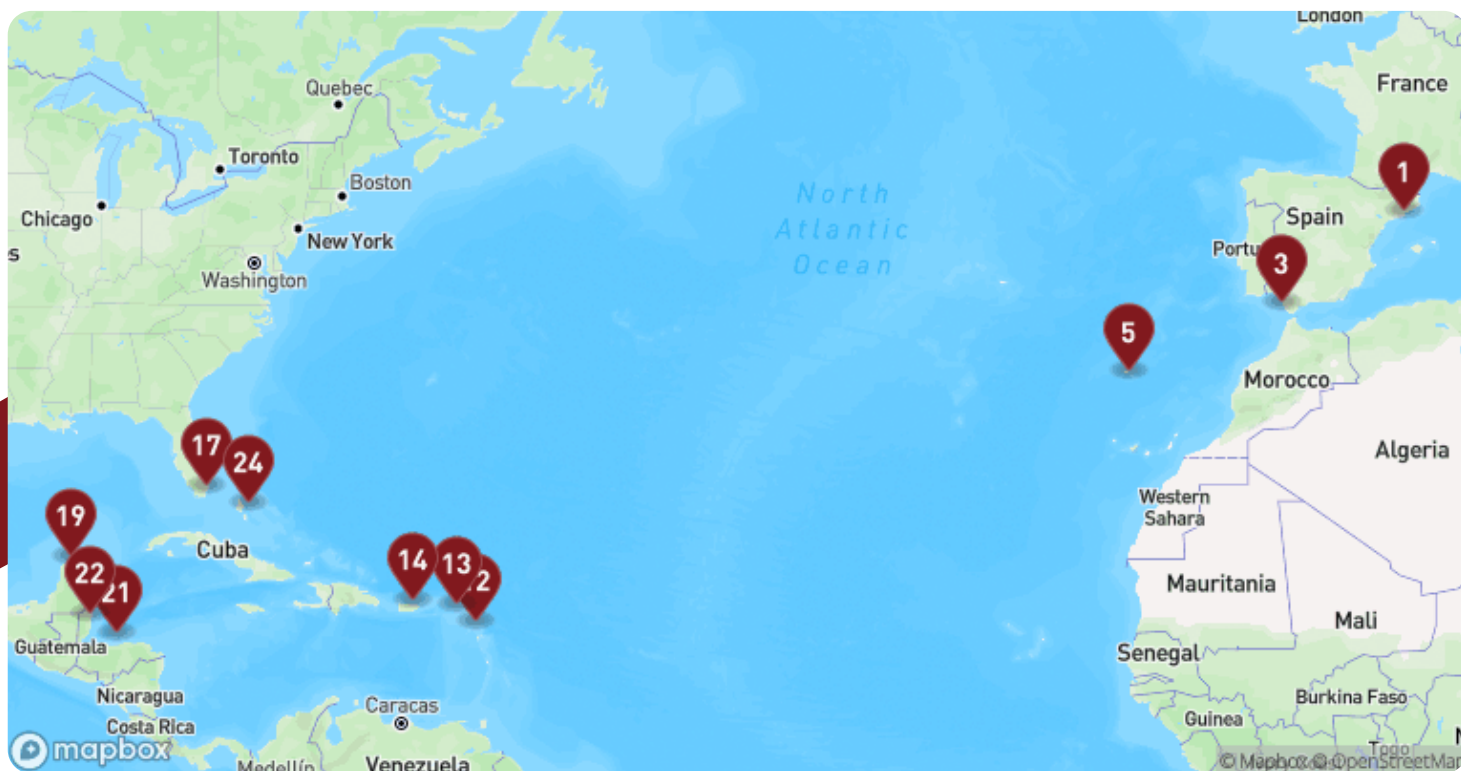 London
France
Quebec
Toronto
Boston
1
Chicago
North
Atlantic
Ocean
Spain
New York
s
3
Washington
5
Morocco
17
24
Algeria
Western
Sahara
19
Cuba
14
13
22
21
Mauritania
Mali
Guatemala
Senegal
Nicaragua
Caracas
Burkina Faso
Costa Rica
Guinea
mapbox
Medellín
Venezuela
Togo
© Mapbox © OpenStreetMap